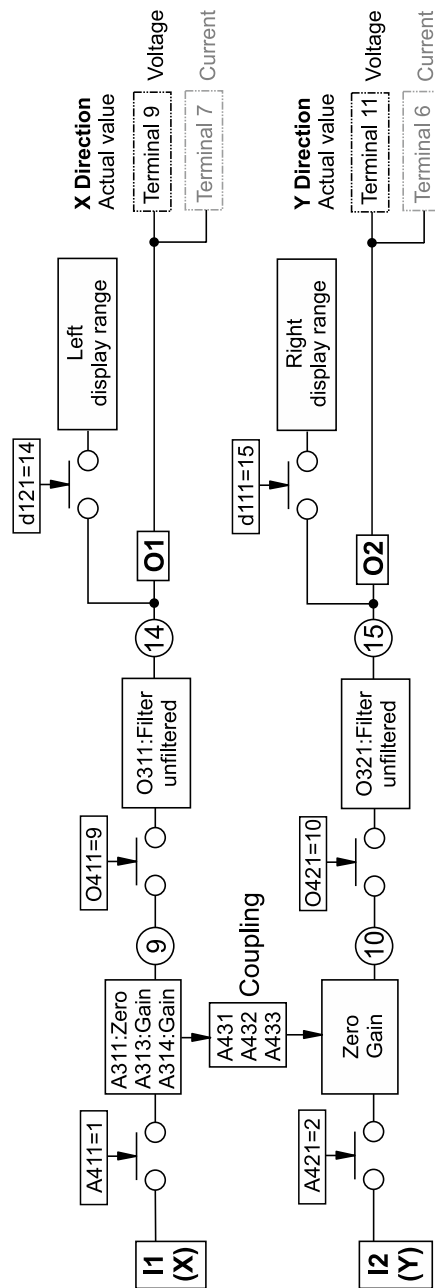 I1
(X)
A411=1
A311:Zero
A313:Gain
A314:Gain
9
O411=9
O311:Filter
unfiltered
14
O1
d121=14
Left
display range
X Direction
Actual value
Terminal 9
Voltage
Terminal 7
Current
A431
A432
A433
Coupling
I2
(Y)
A421=2
Zero
Gain
10
O421=10
O321:Filter
unfiltered
15
O2
d111=15
Right
display range
Y Direction
Actual value
Terminal 11
Voltage
Terminal 6
Current